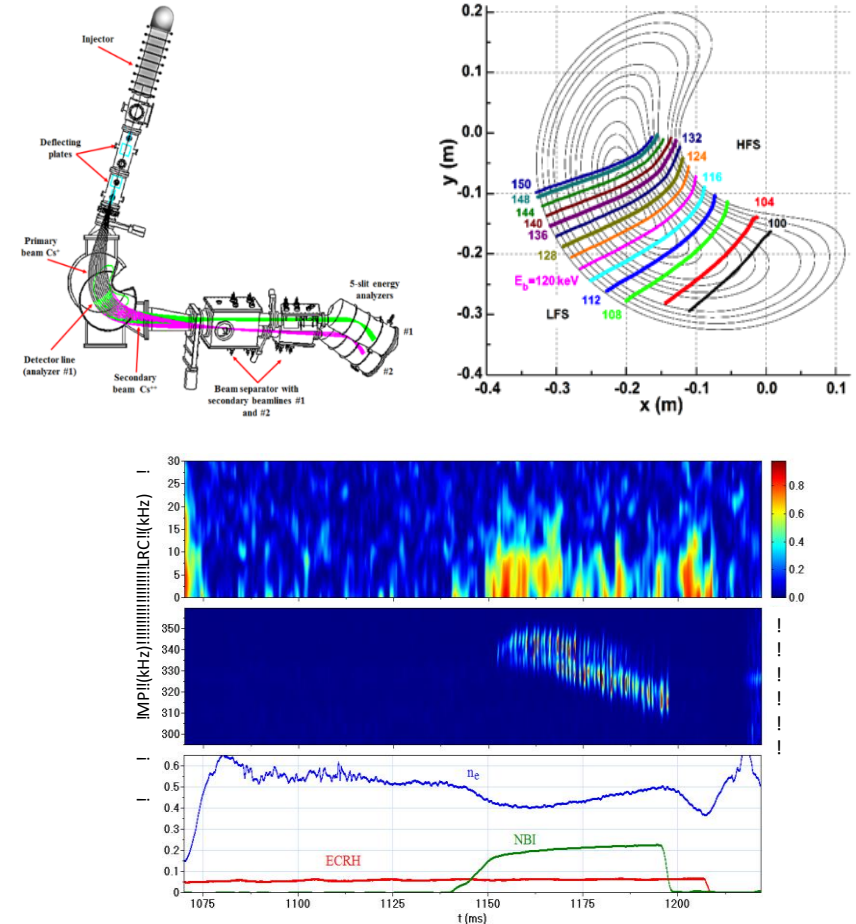 Injector
Deflecting
plates
Primary
beam Cs⁺
Detector line
(analyzer #1)
Secondary
beam Cs⁺⁺
Beam separator with
secondary beamlines #1
and #2
5-slit energy
analyzers
#1
#2
y (m)
0.2
0.1
0.0
-0.1
-0.2
-0.3
-0.4
-0.4 -0.3 -0.2 -0.1 0.0 0.1
x (m)
HFS
LFS
132
124
116
104
100
150
148
144
140
136
128
E_b=120 keV
112
108
!
!MP!!(kHz)!!!!!!!!!!!!!!!!!!!!!LRC!!(kHz)
30
25
20
15
10
5
0
0.8
0.6
0.4
0.2
0.0
1075 1100 1125 1150 1175 1200
350
340
330
320
310
300
!
!
!
!
!
!
!
!
0.6
0.5
0.4
0.3
0.2
0.1
0
n_e
NBI
ECRH
1075 1100 1125 1150 1175 1200
t (ms)